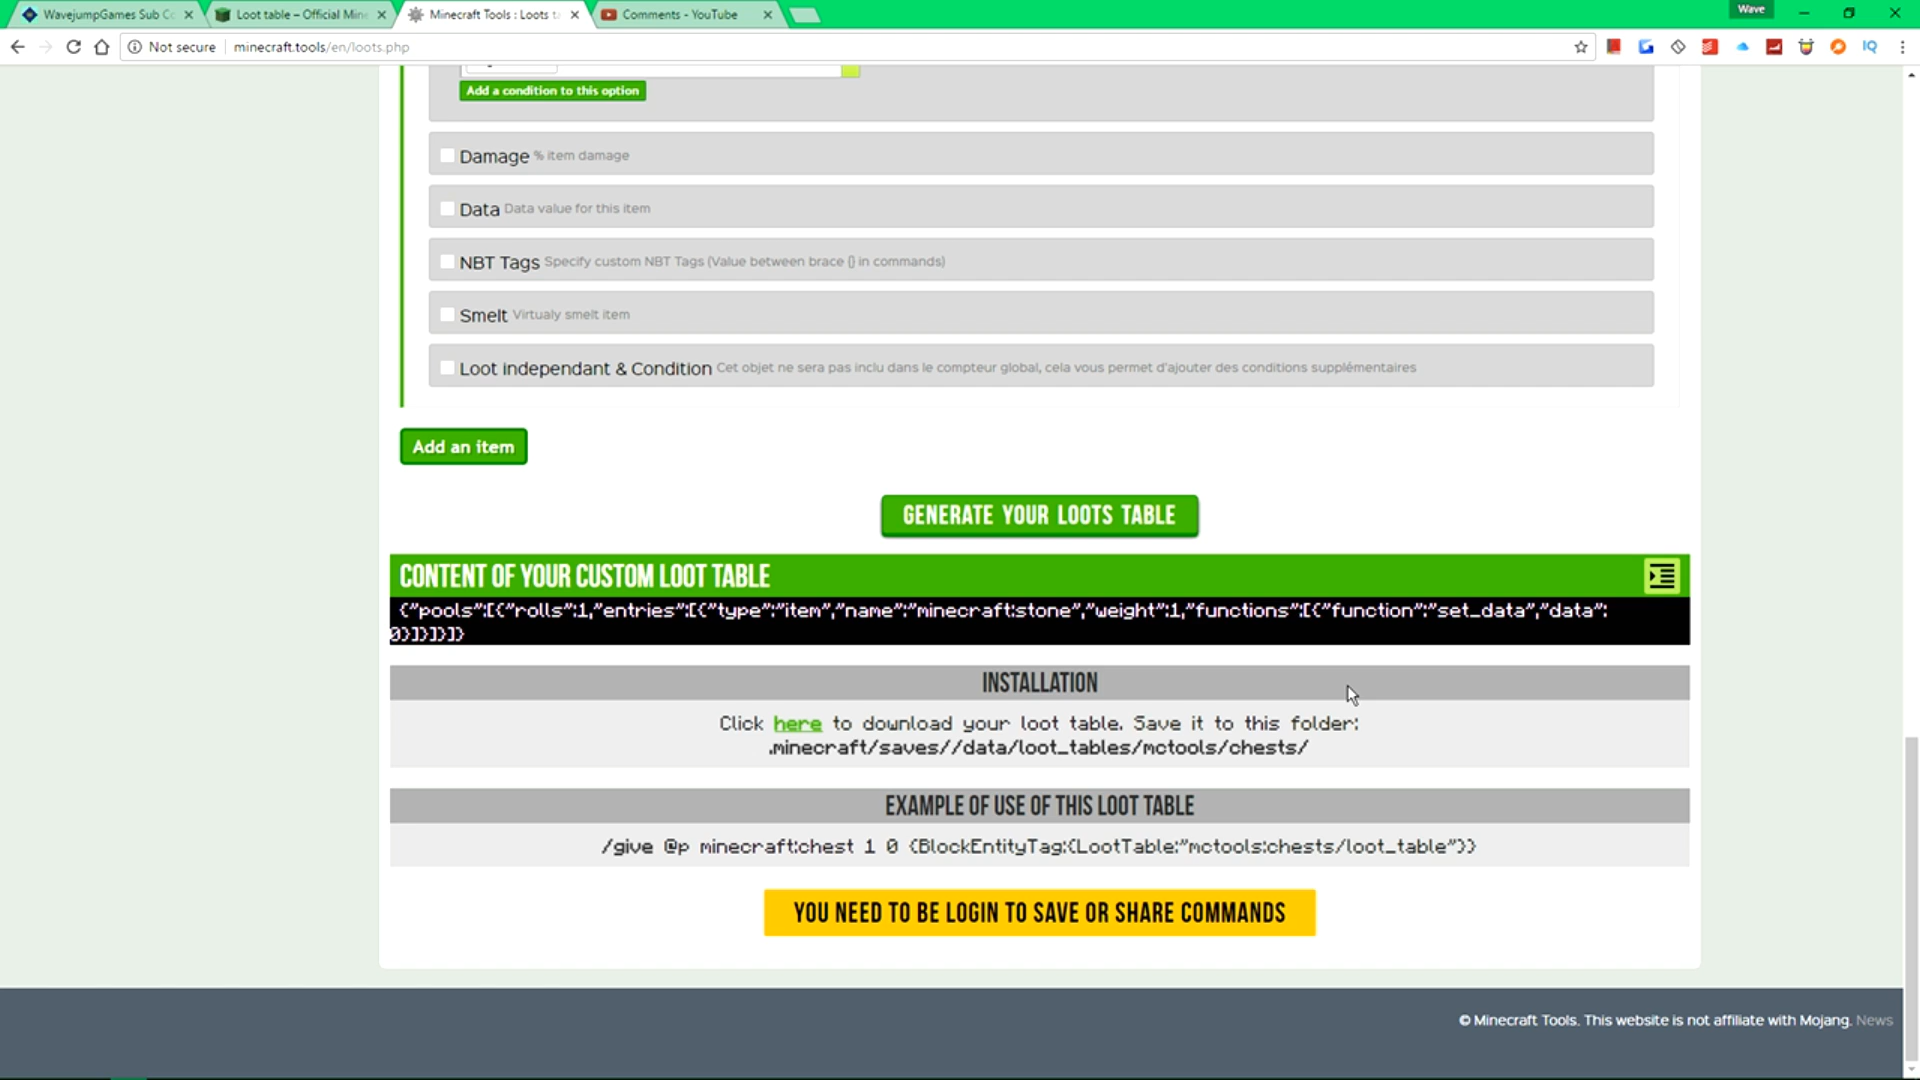 WavejumpGames Sub Co
Loot table – Official Mine
Minecraft Tools : Loots ta
Comments - YouTube
Wave
Not secure
minecraft.tools/en/loots.php
IQ
Add a condition to this option
Damage % item damage
Data Data value for this item
NBT Tags Specify custom NBT Tags (Value between brace {} in commands)
Smelt Virtualy smelt item
Loot independant & Condition Cet objet ne sera pas inclu dans le compteur global, cela vous permet d'ajouter des conditions supplémentaires
Add an item
GENERATE YOUR LOOTS TABLE
CONTENT OF YOUR CUSTOM LOOT TABLE
{"pools":[{"rolls":1,"entries":[{"type":"item","name":"minecraft:stone","weight":1,"functions":[{"function":"set_data","data":
0}]}]}]}
INSTALLATION
Click here to download your loot table. Save it to this folder:
.minecraft/saves//data/loot_tables/mctools/chests/
EXAMPLE OF USE OF THIS LOOT TABLE
/give @p minecraft:chest 1 0 {BlockEntityTag:{LootTable:"mctools:chests/loot_table"}}
YOU NEED TO BE LOGIN TO SAVE OR SHARE COMMANDS
© Minecraft Tools. This website is not affiliate with Mojang. News